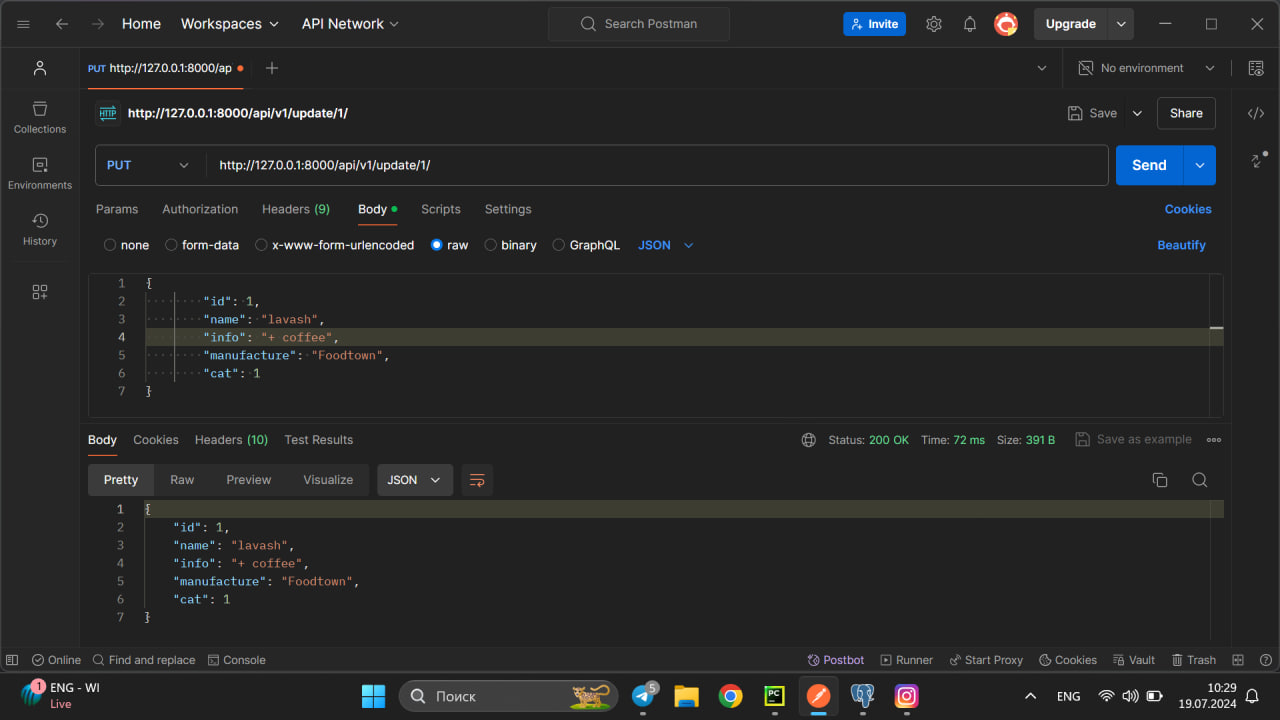 Home Workspaces API Network Search Postman Invite Upgrade
PUT http://127.0.0.1:8000/ap No environment
HTTP http://127.0.0.1:8000/api/v1/update/1/ Save Share
PUT http://127.0.0.1:8000/api/v1/update/1/ Send
Params Authorization Headers (9) Body Scripts Settings Cookies
none form-data x-www-form-urlencoded raw binary GraphQL JSON Beautify
Collections
Environments
History
1 {
2 "id": 1,
3 "name": "lavash",
4 "info": "+ coffee",
5 "manufacture": "Foodtown",
6 "cat": 1
7 }
Body Cookies Headers (10) Test Results Status: 200 OK Time: 72 ms Size: 391 B Save as example
Pretty Raw Preview Visualize JSON
1 {
2 "id": 1,
3 "name": "lavash",
4 "info": "+ coffee",
5 "manufacture": "Foodtown",
6 "cat": 1
7 }
Online Find and replace Console Postbot Runner Start Proxy Cookies Vault Trash
1 ENG - WI
Live
Поиск
5
PC
ENG
10:29
19.07.2024